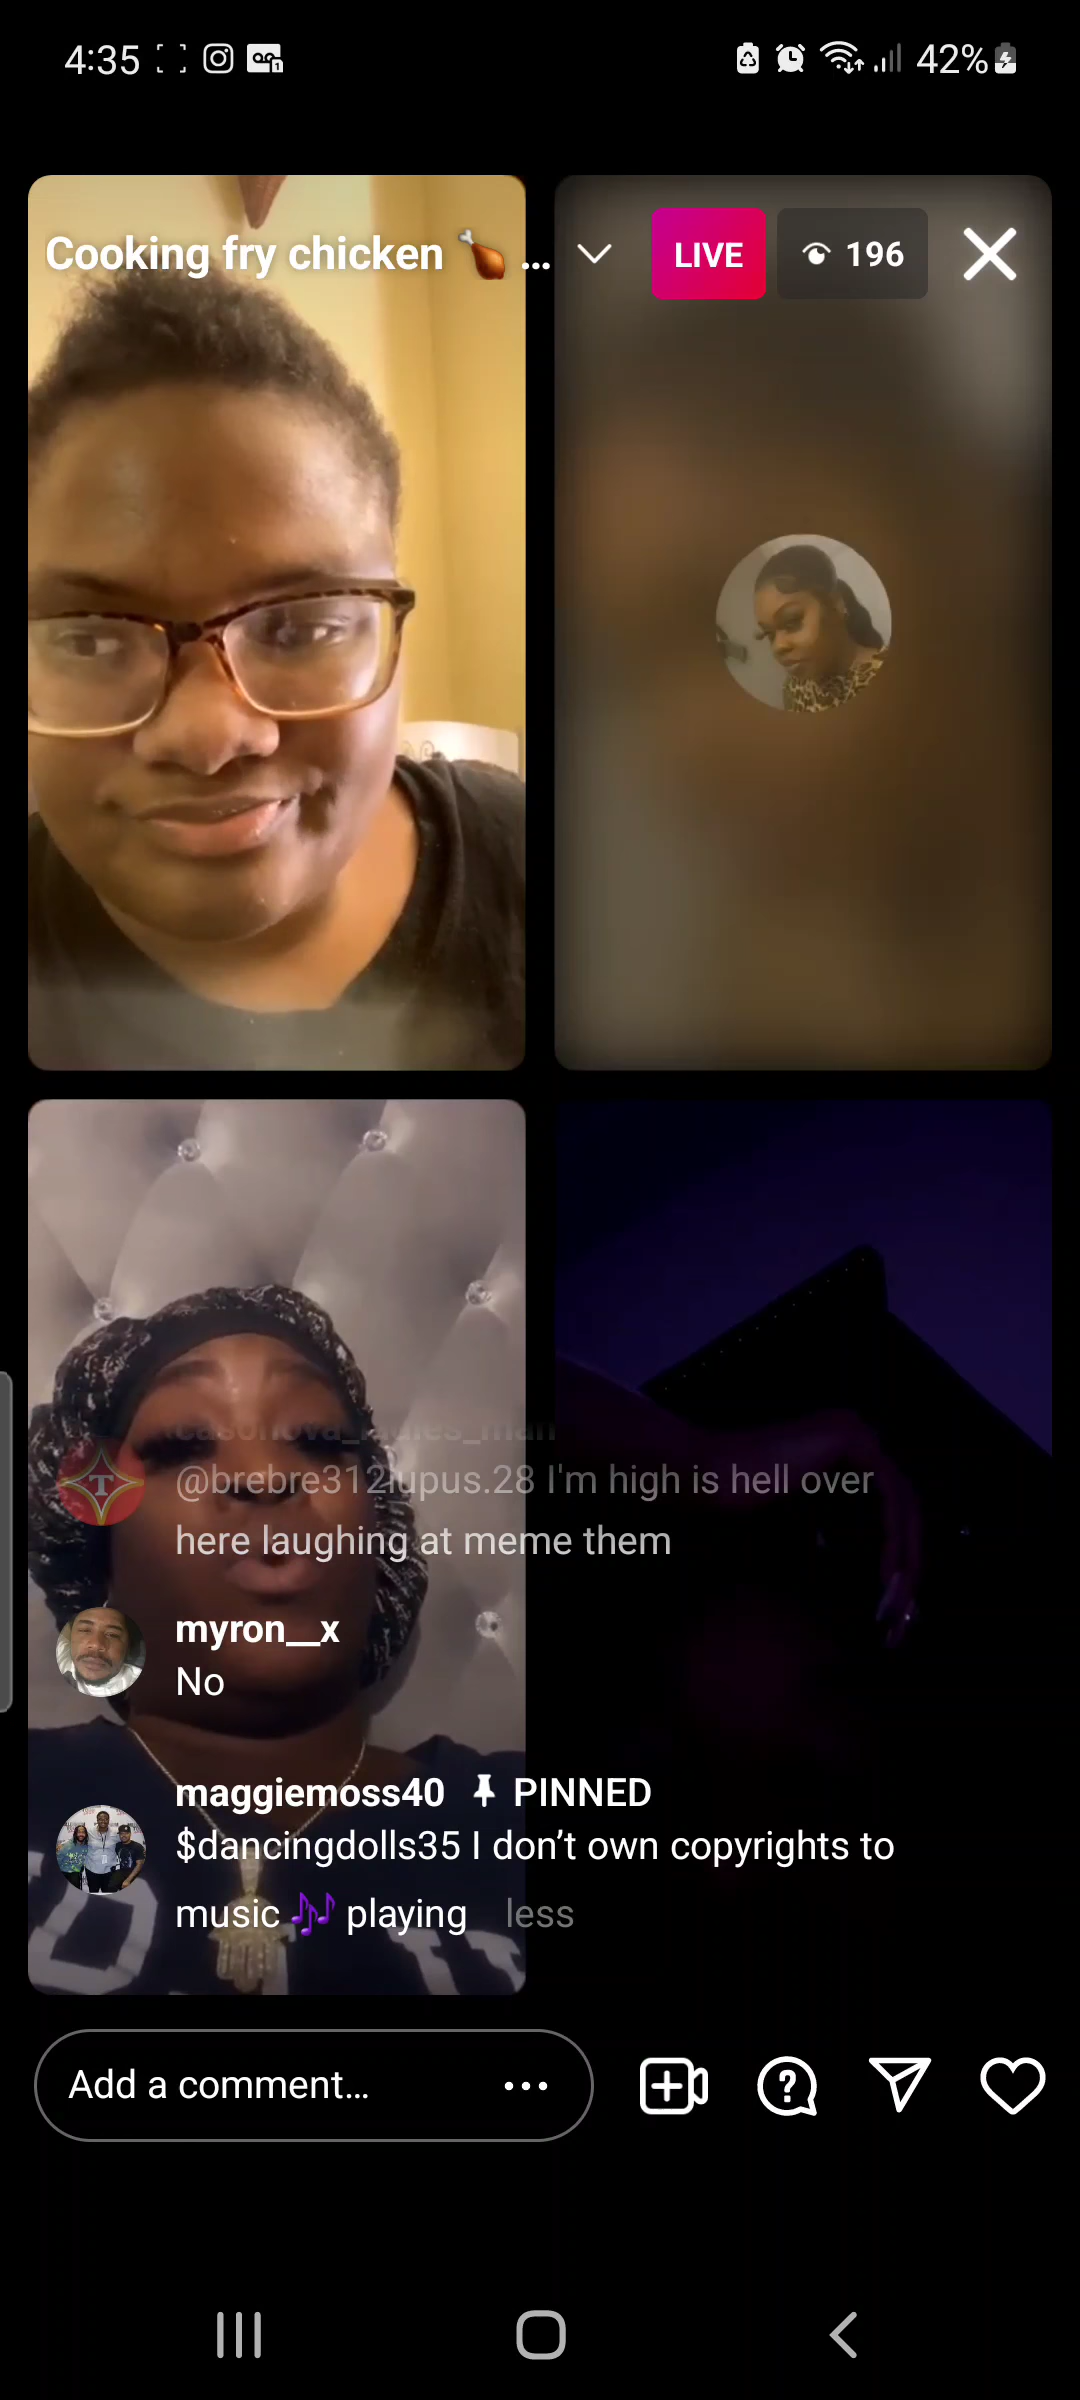 4:35
42%
Cooking fry chicken 🍗 ...
LIVE
196
casonova_ladies_man
@brebre312lupus.28 I'm high is hell over
here laughing at meme them
T
myron__x
No
maggiemoss40 📌 PINNED
$dancingdolls35 I don’t own copyrights to
music 🎶 playing less
Add a comment...